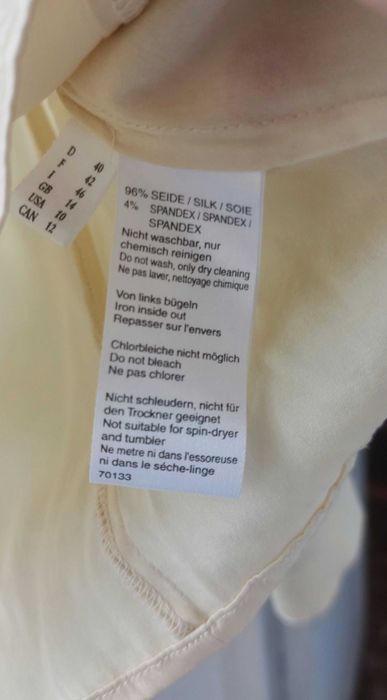 D 40
F 42
I 46
GB 14
USA 10
CAN 12
96% SEIDE / SILK / SOIE
4% SPANDEX / SPANDEX /
SPANDEX
Nicht waschbar, nur
chemisch reinigen
Do not wash, only dry cleaning
Ne pas laver, nettoyage chimique
Von links bügeln
Iron inside out
Repasser sur l'envers
Chlorbleiche nicht möglich
Do not bleach
Ne pas chlorer
Nicht schleudern, nicht für
den Trockner geeignet
Not suitable for spin-dryer
and tumbler
Ne metre ni dans l'essoreuse
ni dans le séche-linge
70133